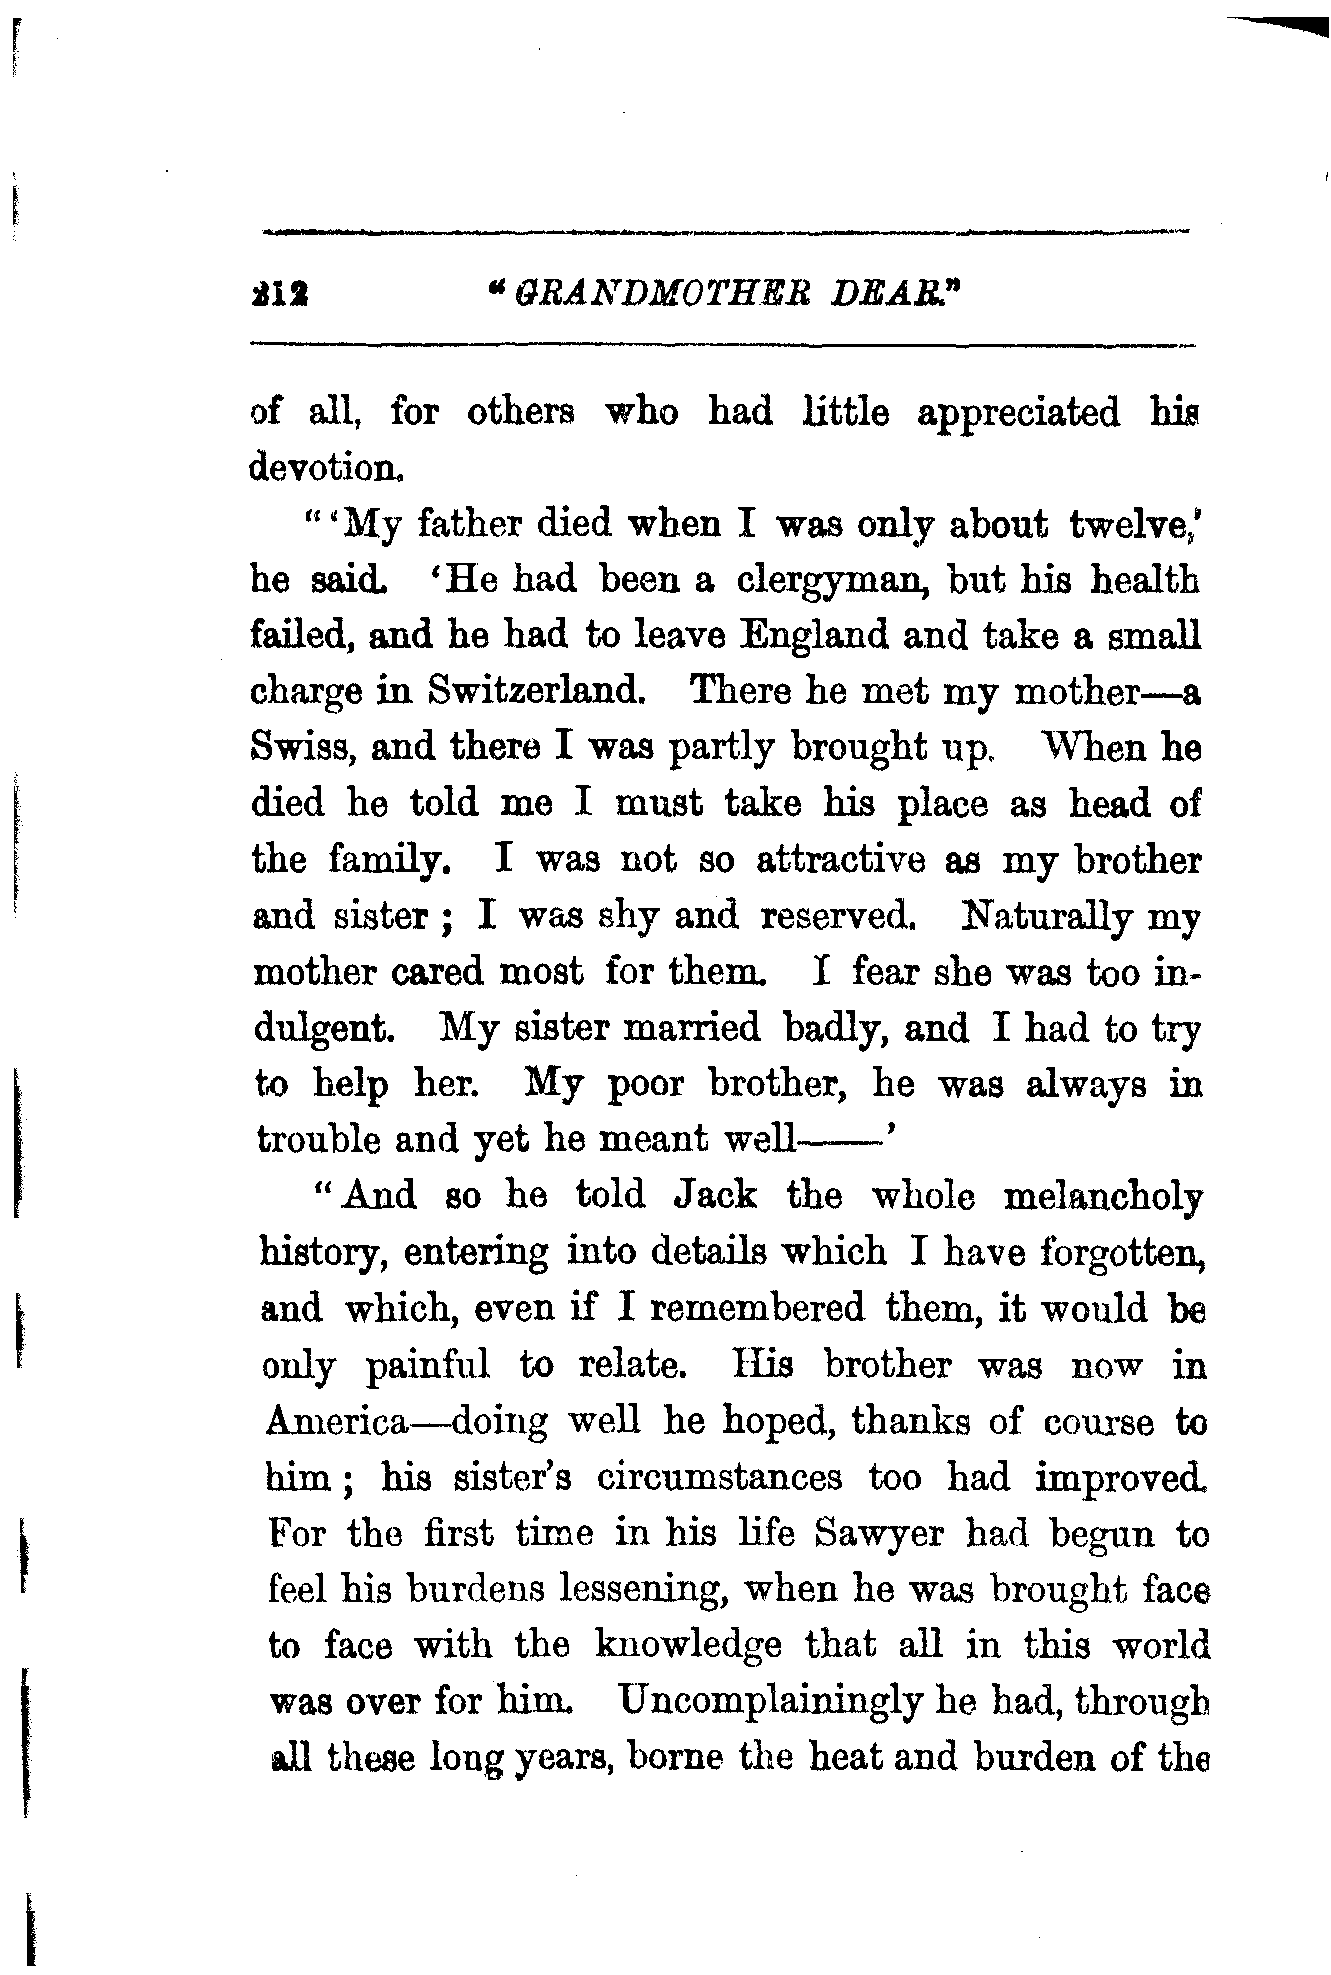 212 "GRANDMOTHER DEAR."
of all, for others who had little appreciated his
devotion.
"'My father died when I was only about twelve,'
he said. 'He had been a clergyman, but his health
failed, and he had to leave England and take a small
charge in Switzerland. There he met my mother—a
Swiss, and there I was partly brought up. When he
died he told me I must take his place as head of
the family. I was not so attractive as my brother
and sister; I was shy and reserved. Naturally my
mother cared most for them. I fear she was too in-
dulgent. My sister married badly, and I had to try
to help her. My poor brother, he was always in
trouble and yet he meant well——'
"And so he told Jack the whole melancholy
history, entering into details which I have forgotten,
and which, even if I remembered them, it would be
only painful to relate. His brother was now in
America—doing well he hoped, thanks of course to
him; his sister's circumstances too had improved.
For the first time in his life Sawyer had begun to
feel his burdens lessening, when he was brought face
to face with the knowledge that all in this world
was over for him. Uncomplainingly he had, through
all these long years, borne the heat and burden of the